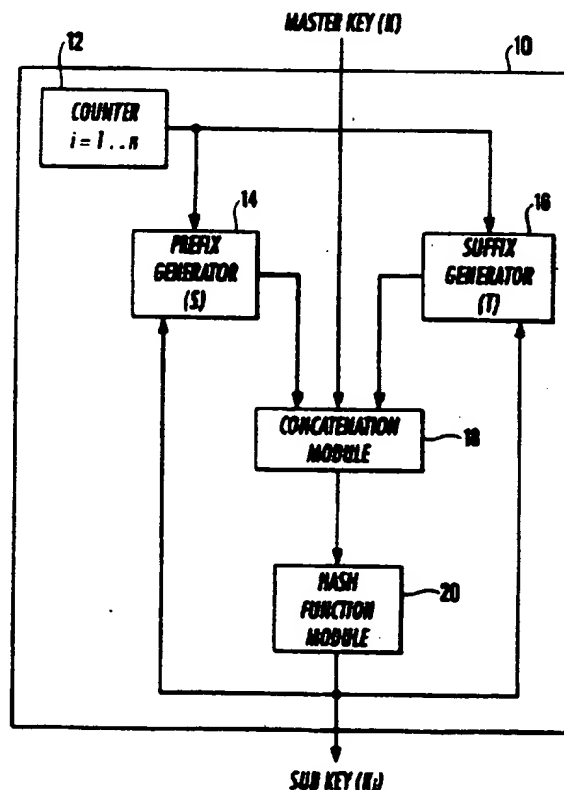 MASTER KEY (K)
10
12
COUNTER
i = 1 . . n
14
PREFIX
GENERATOR
(S)
16
SUFFIX
GENERATOR
(T)
CONCATENATION
MODULE
18
HASH
FUNCTION
MODULE
20
SUB KEY (Ki)